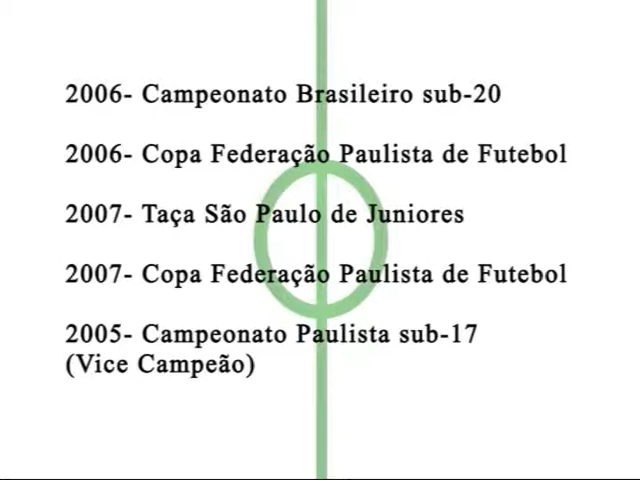 2006- Campeonato Brasileiro sub-20
2006- Copa Federação Paulista de Futebol
2007- Taça São Paulo de Juniores
2007- Copa Federação Paulista de Futebol
2005- Campeonato Paulista sub-17
(Vice Campeão)